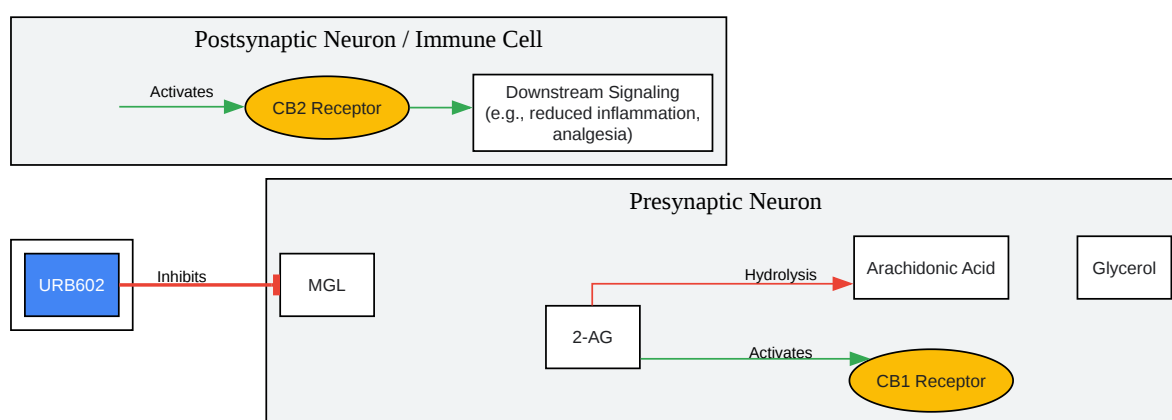 Postsynaptic Neuron / Immune Cell
Activates
CB2 Receptor
Downstream Signaling
(e.g., reduced inflammation,
analgesia)
Presynaptic Neuron
URB602
Inhibits
MGL
2-AG
Hydrolysis
Arachidonic Acid
Glycerol
Activates
CB1 Receptor